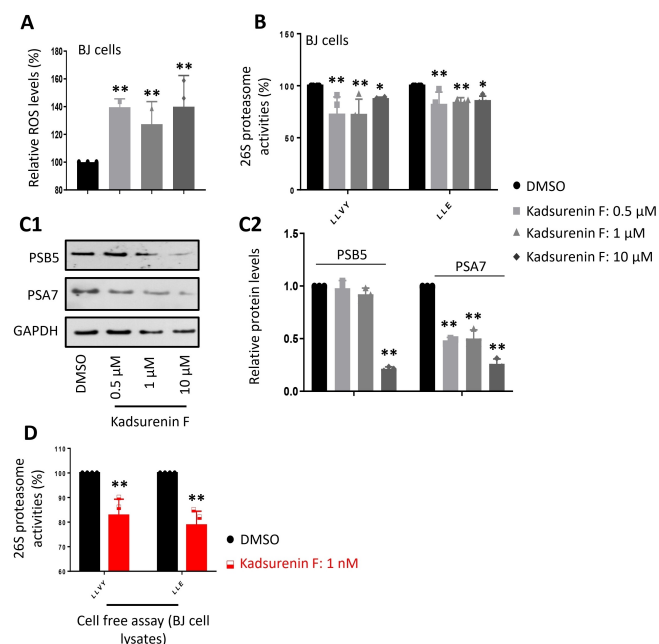 A
BJ cells
Relative ROS levels (%)
180
160
140
120
100
80
**
**
**
B
BJ cells
26S proteasome
activities (%)
150
100
50
0
**
**
*
**
**
*
LLVY
LLE
DMSO
Kadsurenin F: 0.5 μM
Kadsurenin F: 1 μM
Kadsurenin F: 10 μM
C1
PSB5
PSA7
GAPDH
DMSO
0.5 μM
1 μM
10 μM
Kadsurenin F
C2
Relative protein levels
1.5
1.0
0.5
0.0
PSB5
PSA7
**
**
**
**
D
26S proteasome
activities (%)
110
100
90
80
70
60
**
**
LLVY
LLE
DMSO
Kadsurenin F: 1 nM
Cell free assay (BJ cell
lysates)